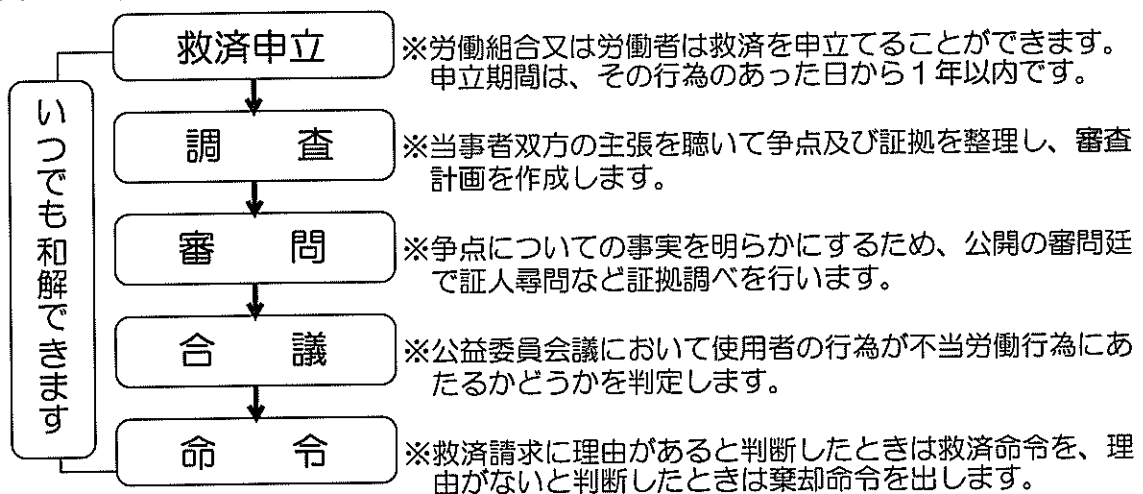 救済申立
※労働組合又は労働者は救済を申立てることができます。
申立期間は、その行為のあった日から1年以内です。
いつでも和解できます
調　査
※当事者双方の主張を聴いて争点及び証拠を整理し、審査
計画を作成します。
審　問
※争点についての事実を明らかにするため、公開の審問廷
で証人尋問など証拠調べを行います。
合　議
※公益委員会議において使用者の行為が不当労働行為にあ
たるかどうかを判定します。
命　令
※救済請求に理由があると判断したときは救済命令を、理
由がないと判断したときは棄却命令を出します。